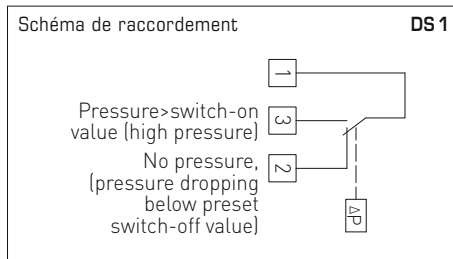 Schéma de raccordement DS 1
1
Pressure>switch-on
value (high pressure)
3
No pressure,
(pressure dropping
below preset
switch-off value)
2
ΔP